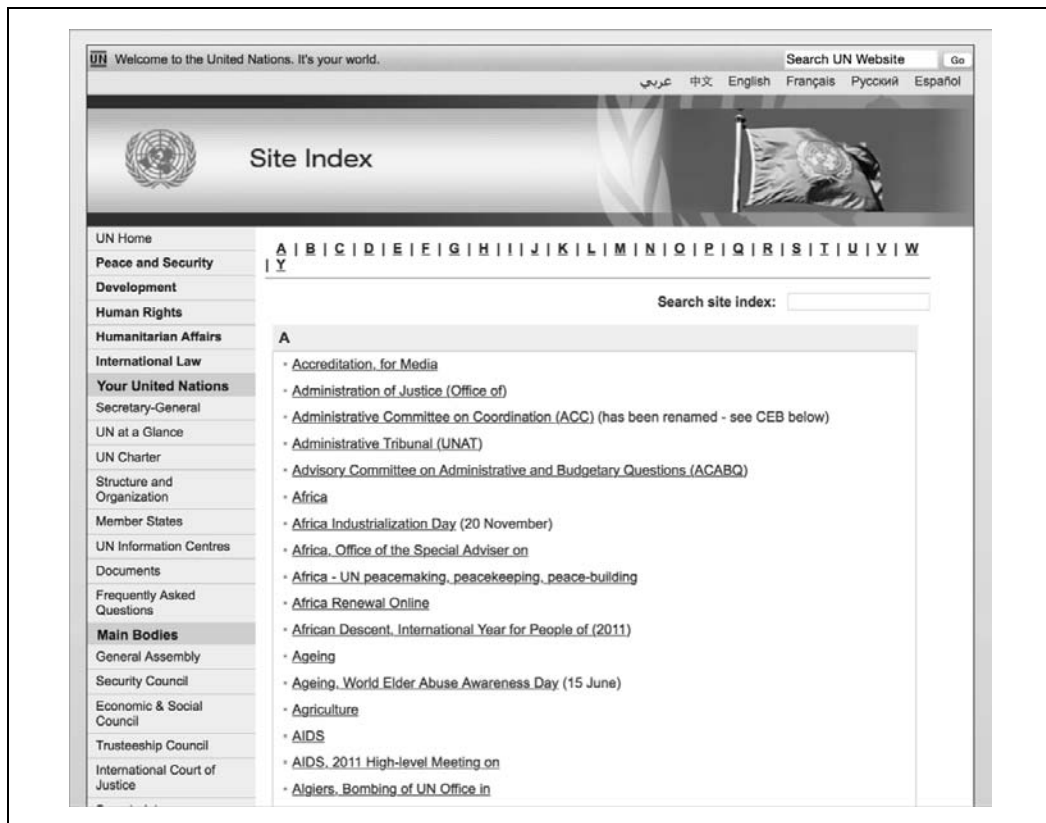 UN Welcome to the United Nations. It's your world.
Search UN Website Go
عربي 中文 English Français Русский Español
Site Index
UN Home
Peace and Security
Development
Human Rights
Humanitarian Affairs
International Law
Your United Nations
Secretary-General
UN at a Glance
UN Charter
Structure and
Organization
Member States
UN Information Centres
Documents
Frequently Asked
Questions
Main Bodies
General Assembly
Security Council
Economic & Social
Council
Trusteeship Council
International Court of
Justice
A | B | C | D | E | F | G | H | I | J | K | L | M | N | O | P | Q | R | S | T | U | V | W
| Y
Search site index:
A
Accreditation, for Media
Administration of Justice (Office of)
Administrative Committee on Coordination (ACC) (has been renamed - see CEB below)
Administrative Tribunal (UNAT)
Advisory Committee on Administrative and Budgetary Questions (ACABQ)
Africa
Africa Industrialization Day (20 November)
Africa, Office of the Special Adviser on
Africa - UN peacemaking, peacekeeping, peace-building
Africa Renewal Online
African Descent, International Year for People of (2011)
Ageing
Ageing, World Elder Abuse Awareness Day (15 June)
Agriculture
AIDS
AIDS, 2011 High-level Meeting on
Algiers, Bombing of UN Office in